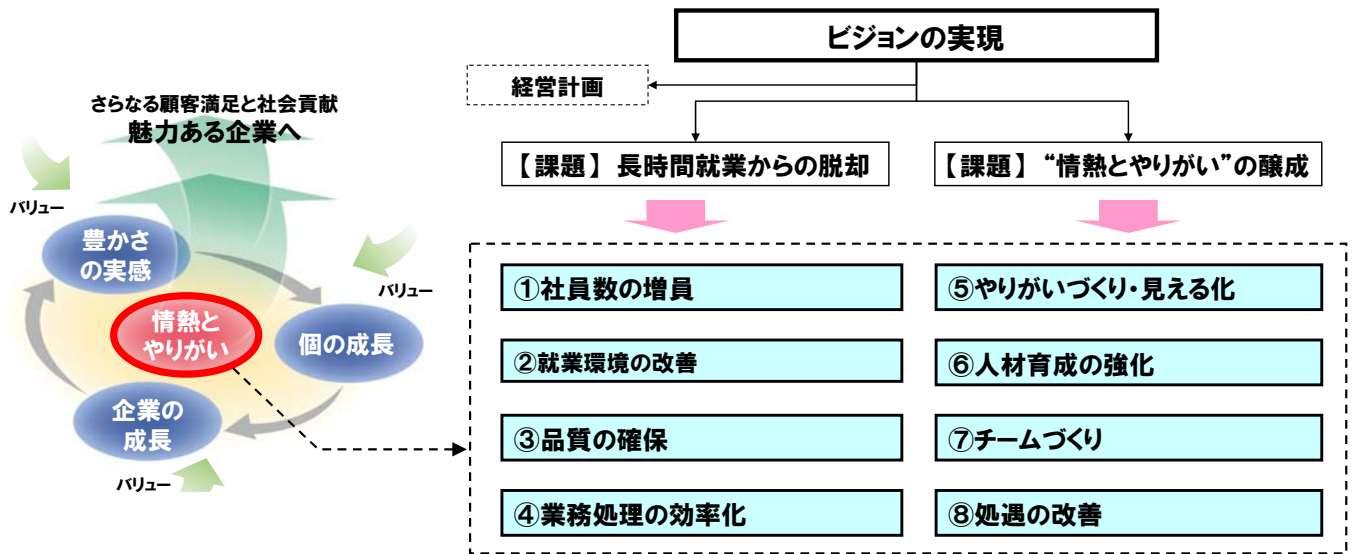 さらなる顧客満足と社会貢献
魅力ある企業へ
バリュー
豊かさ
の実感
バリュー
情熱と
やりがい
個の成長
企業の
成長
バリュー
ビジョンの実現
経営計画
【課題】長時間就業からの脱却
【課題】“情熱とやりがい”の醸成
①社員数の増員
②就業環境の改善
③品質の確保
④業務処理の効率化
⑤やりがいづくり・見える化
⑥人材育成の強化
⑦チームづくり
⑧処遇の改善